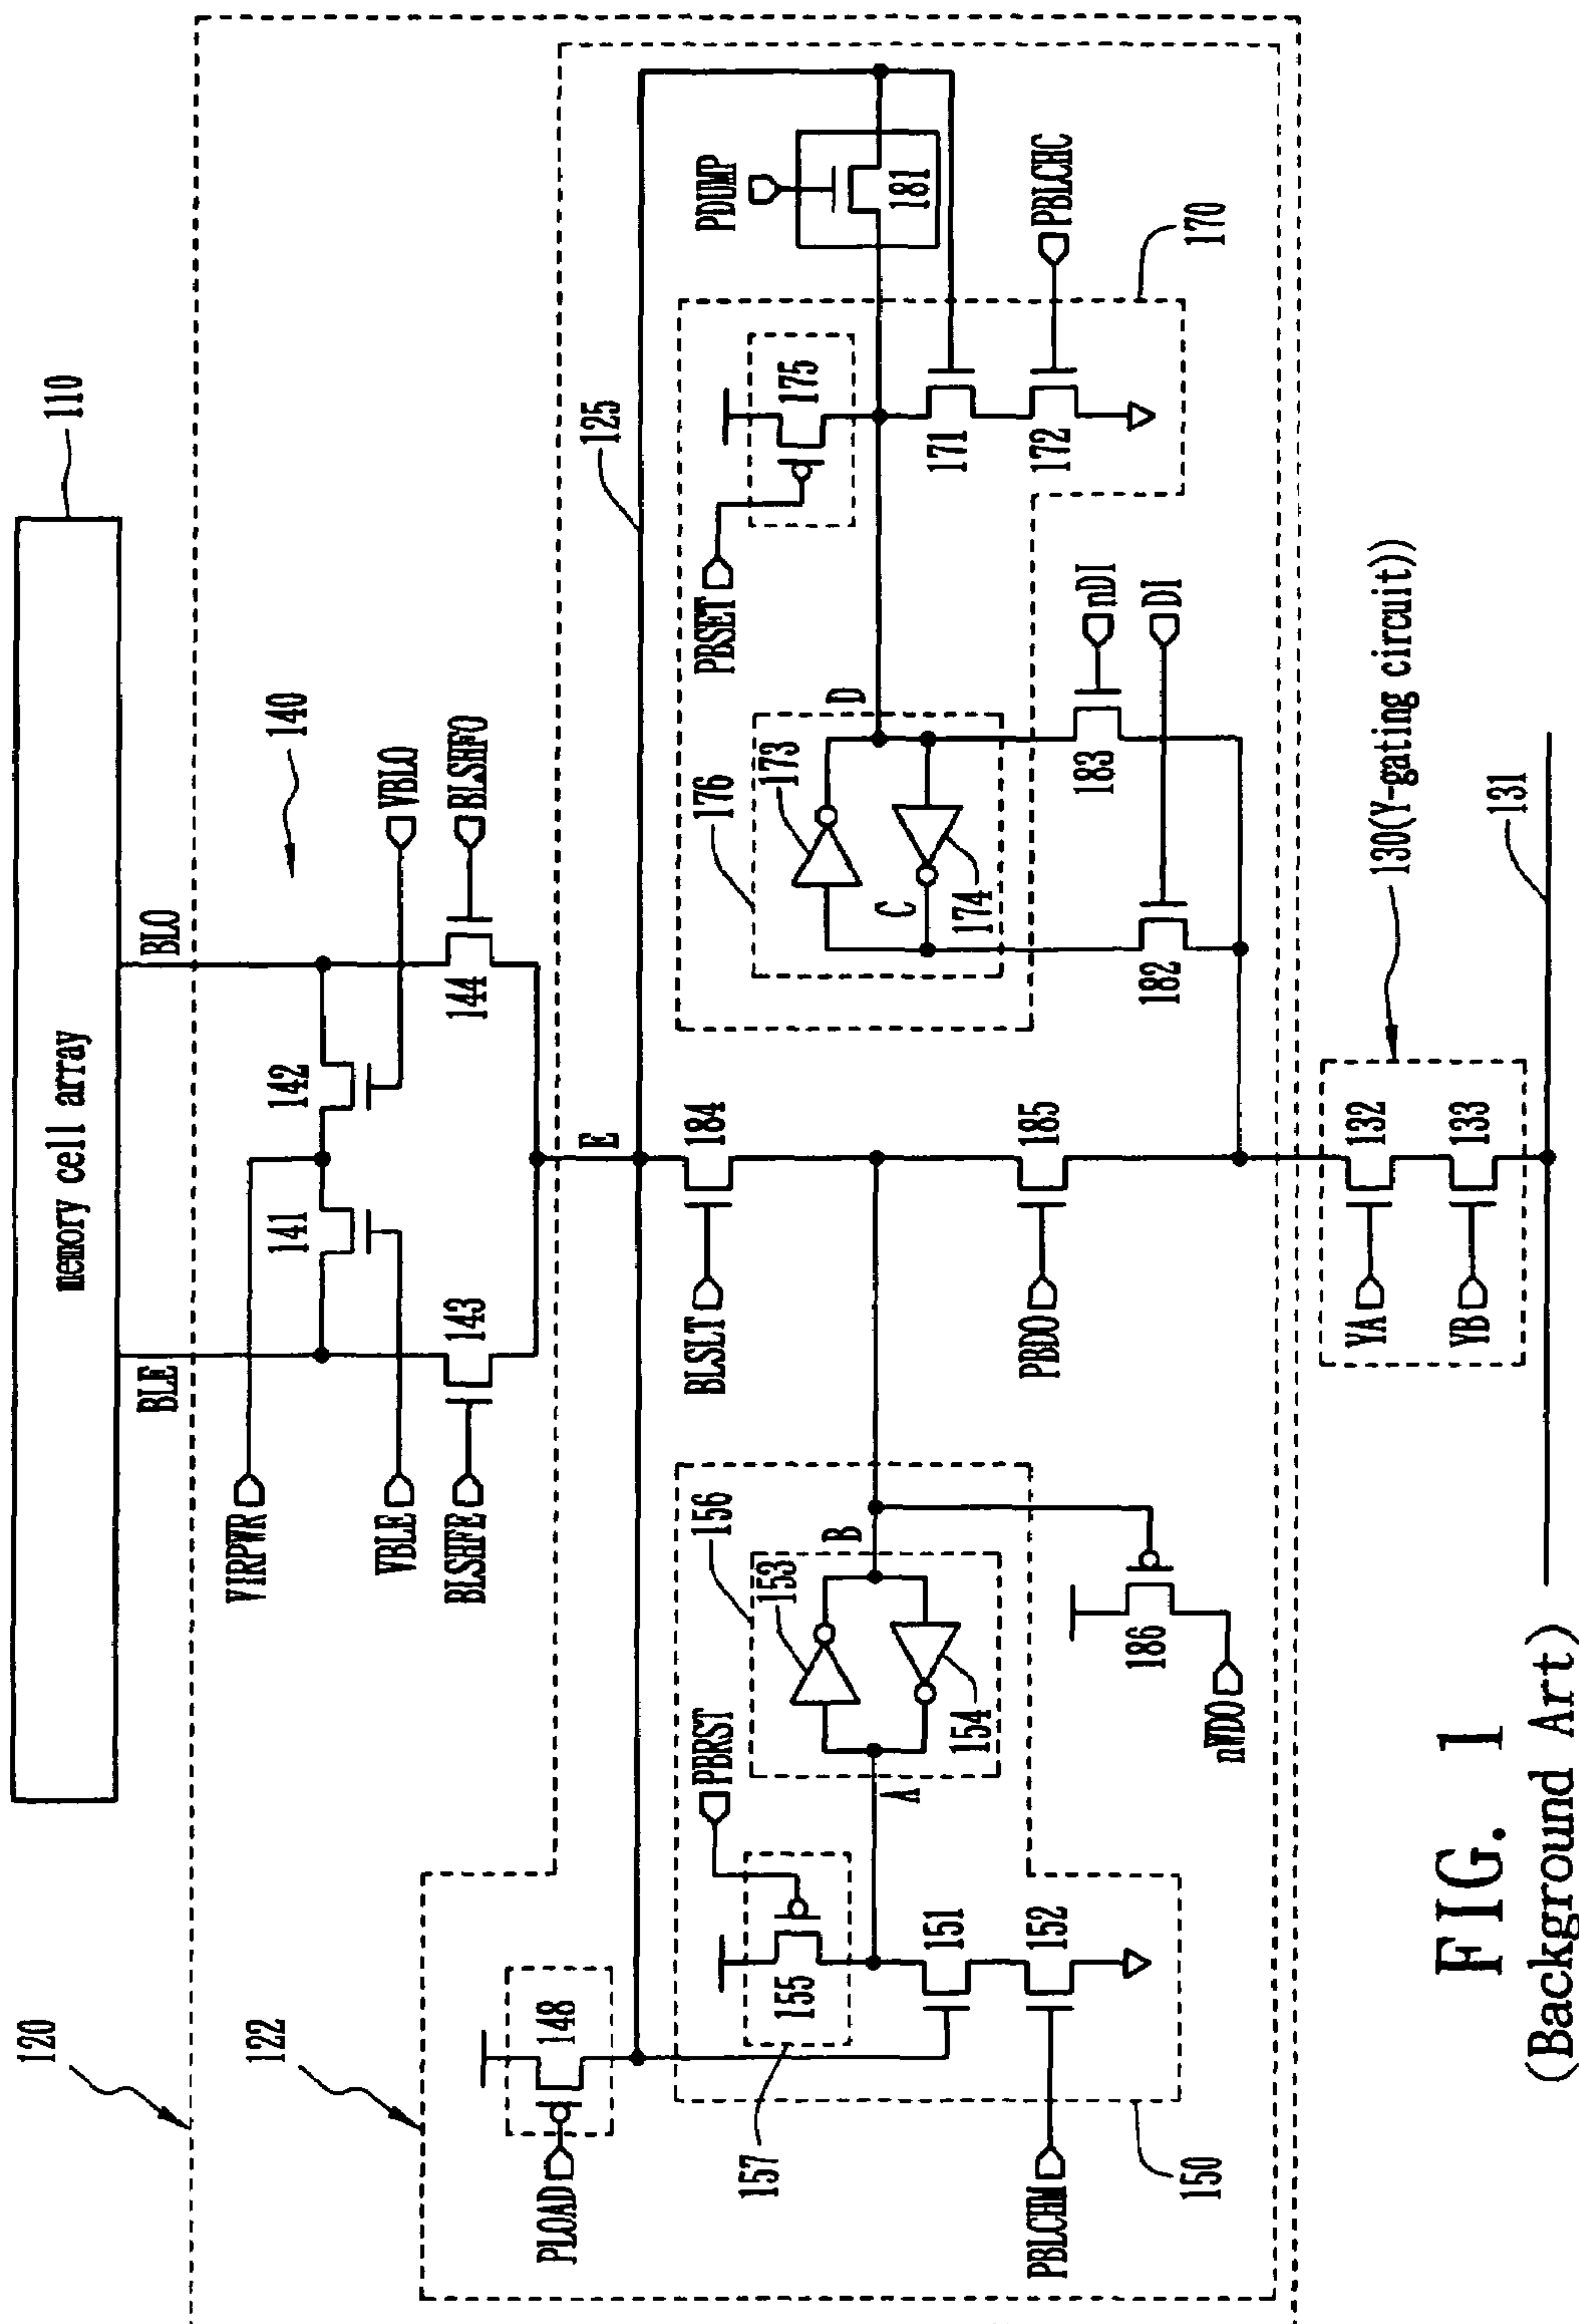 110
memory cell array
BLE
BLO
120
140
VIRPWR
141
142
VBLO
VBLE
BLSHFE
143
144
BLSHFO
122
E
125
PLOAD
148
BLSLT
184
PDUMP
181
157
PBRST
155
156
153
B
A
154
PBSET
175
176
173
D
C
174
151
152
PBLCHM
150
186
nWDO
PBDO
185
182
183
nDI
DI
171
172
PBLCHC
170
YA
132
YB
133
130(Y-gating circuit))
131
FIG. 1
(Background Art)